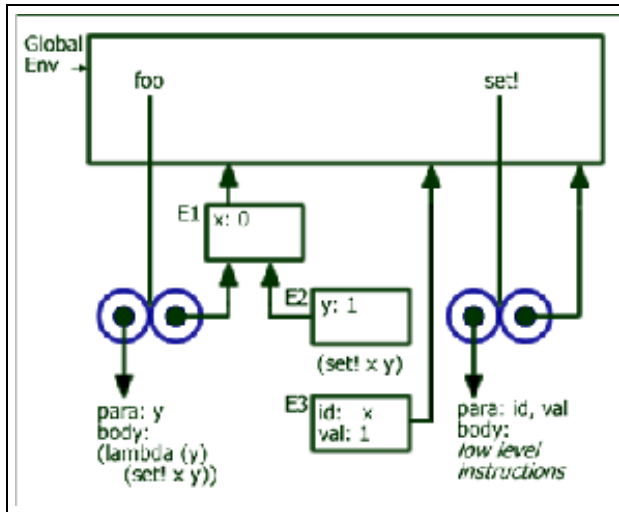 Global
Env
foo
set!
E1
x: 0
E2
y: 1
(set! x y)
E3
id: x
val: 1
para: y
body:
(lambda (y)
(set! x y))
para: id, val
body:
low level
instructions